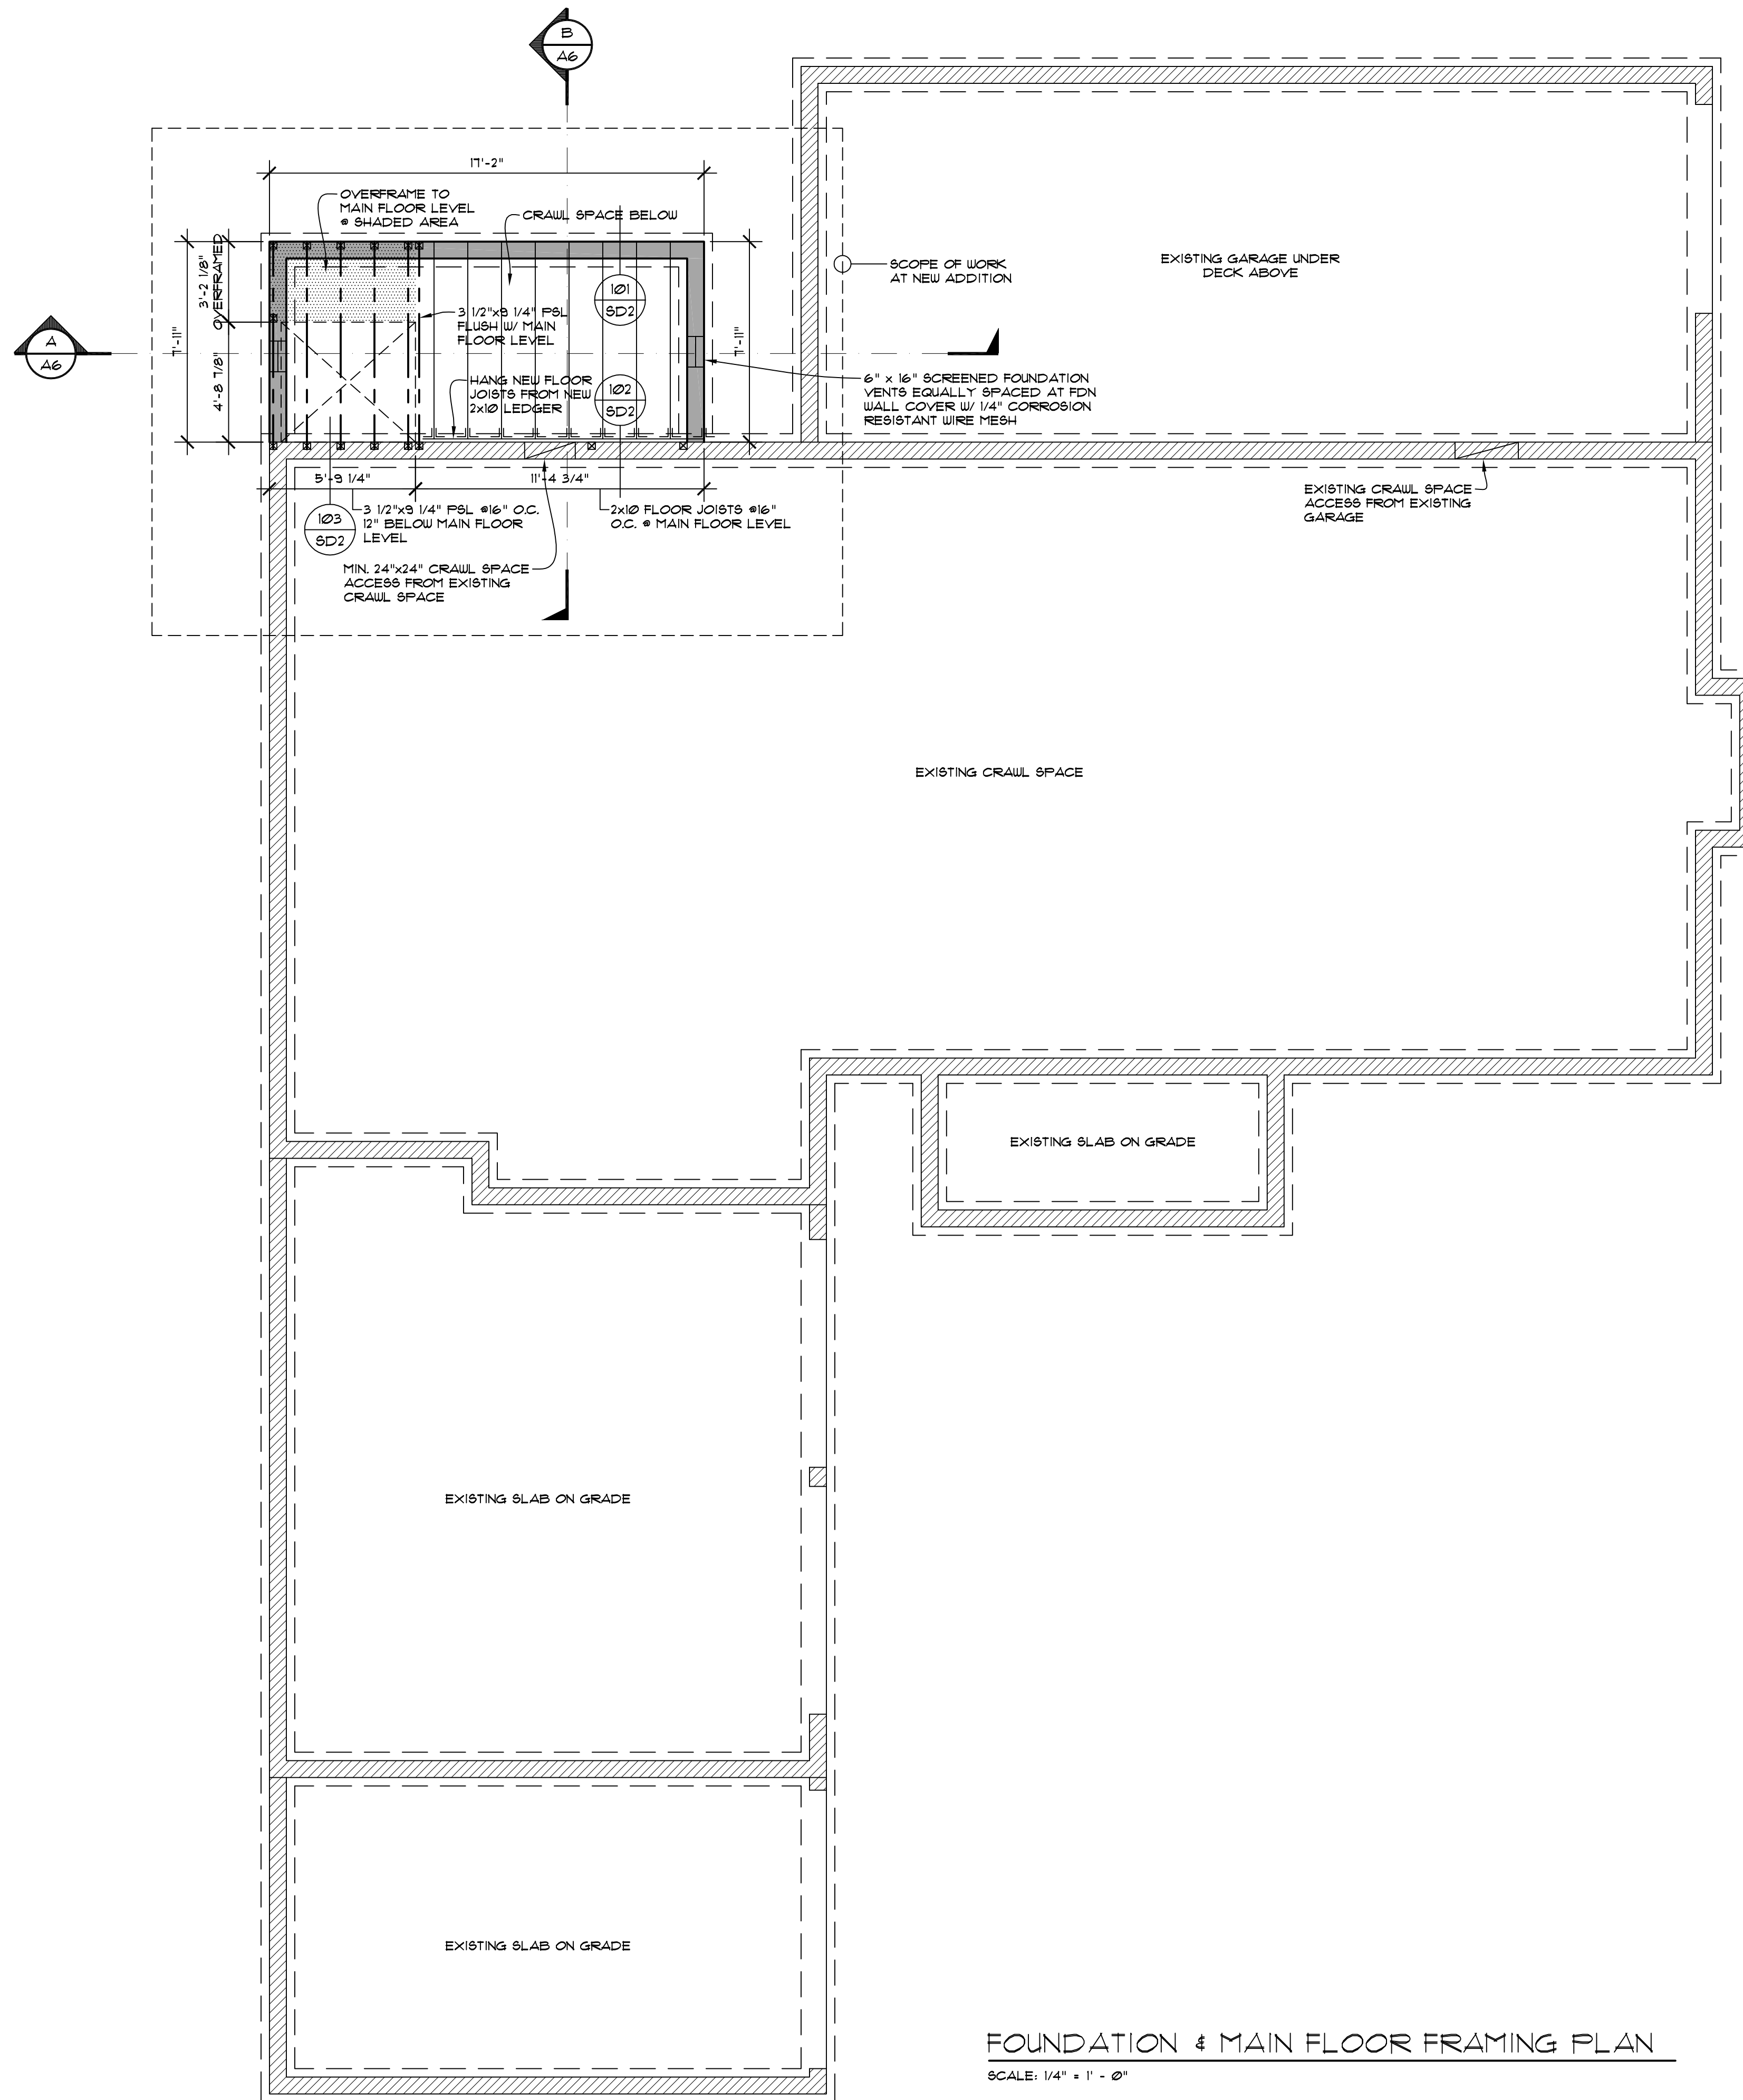 B
A6
17'-2"
OVERFRAME TO
MAIN FLOOR LEVEL
@ SHADED AREA
CRAWL SPACE BELOW
3'-2 1/8"
OVERFRAMED
7'-11"
4'-8 7/8"
A
A6
101
SD2
3 1/2"x9 1/4" PSL
FLUSH W/ MAIN
FLOOR LEVEL
HANG NEW FLOOR
JOISTS FROM NEW
2x10 LEDGER
102
SD2
7'-11"
SCOPE OF WORK
AT NEW ADDITION
EXISTING GARAGE UNDER
DECK ABOVE
6" x 16" SCREENED FOUNDATION
VENTS EQUALLY SPACED AT FDN
WALL COVER W/ 1/4" CORROSION
RESISTANT WIRE MESH
5'-9 1/4"
11'-4 3/4"
103
SD2
3 1/2"x9 1/4" PSL @16" O.C.
12" BELOW MAIN FLOOR
LEVEL
2x10 FLOOR JOISTS @16"
O.C. @ MAIN FLOOR LEVEL
EXISTING CRAWL SPACE
ACCESS FROM EXISTING
GARAGE
MIN. 24"x24" CRAWL SPACE
ACCESS FROM EXISTING
CRAWL SPACE
EXISTING CRAWL SPACE
EXISTING SLAB ON GRADE
EXISTING SLAB ON GRADE
EXISTING SLAB ON GRADE
FOUNDATION & MAIN FLOOR FRAMING PLAN
SCALE: 1/4" = 1' - 0"